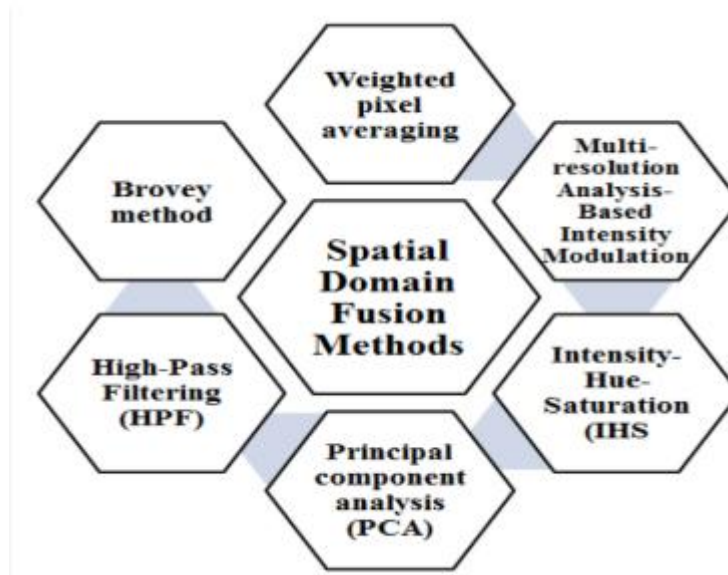 Weighted
pixel
averaging
Multi-
resolution
Analysis-
Based
Intensity
Modulation
Brovey
method
Spatial
Domain
Fusion
Methods
High-Pass
Filtering
(HPF)
Intensity-
Hue-
Saturation
(IHS
Principal
component
analysis
(PCA)